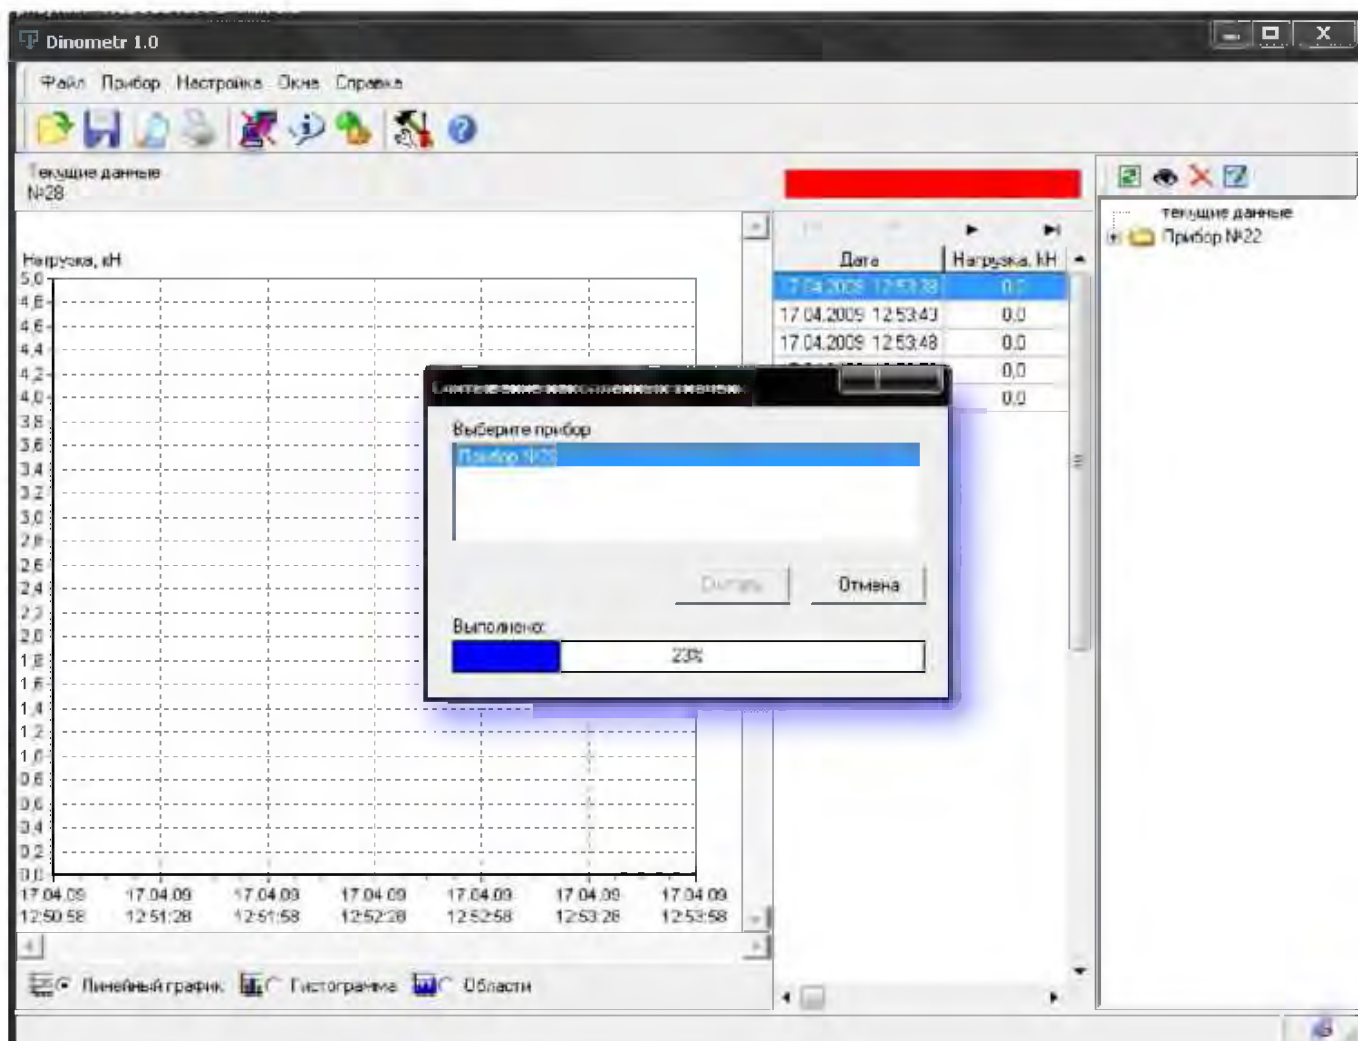 Dinometr 1.0
Файл Прибор Настройка Окна Справка
Текущие данные
№28
текущие данные
Прибор №22
Нагрузка, кН
5,0
4,8
4,6
4,4
4,2
4,0
3,8
3,6
3,4
3,2
3,0
2,8
2,6
2,4
2,2
2,0
1,8
1,6
1,4
1,2
1,0
0,8
0,6
0,4
0,2
0,0
17.04.09 17.04.09 17.04.09 17.04.09 17.04.09 17.04.09 17.04.09
12:50:58 12:51:28 12:51:58 12:52:28 12:52:58 12:53:28 12:53:58
Дата Нагрузка, кН
17.04.2009 12:53:38 0,0
17.04.2009 12:53:43 0,0
17.04.2009 12:53:48 0,0
0,0
0,0
Выберите прибор
Прибор №28
Считать Отмена
Выполнено:
23%
Линейный график Гистограмма Области